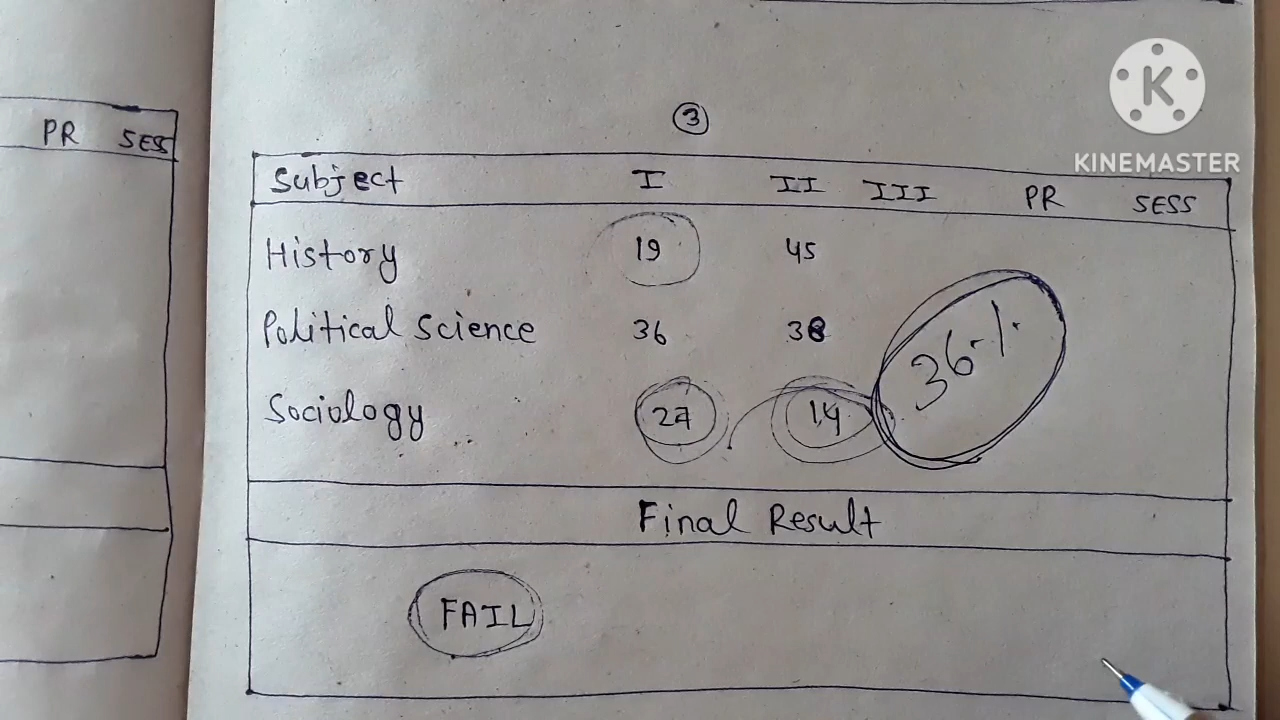 K
KINEMASTER
PR SESS
3
Subject I II III PR SESS
History 19 45
Political Science 36 38
Sociology 27 14
36%
Final Result
FAIL